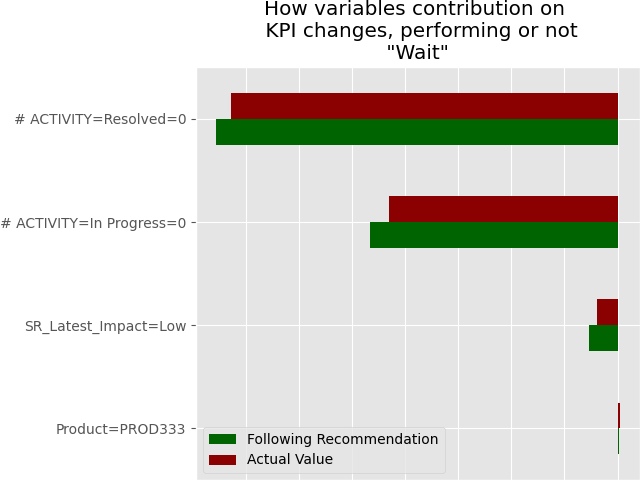 How variables contribution on
KPI changes, performing or not
"Wait"
# ACTIVITY=Resolved=0
# ACTIVITY=In Progress=0
SR_Latest_Impact=Low
Product=PROD333
Following Recommendation
Actual Value